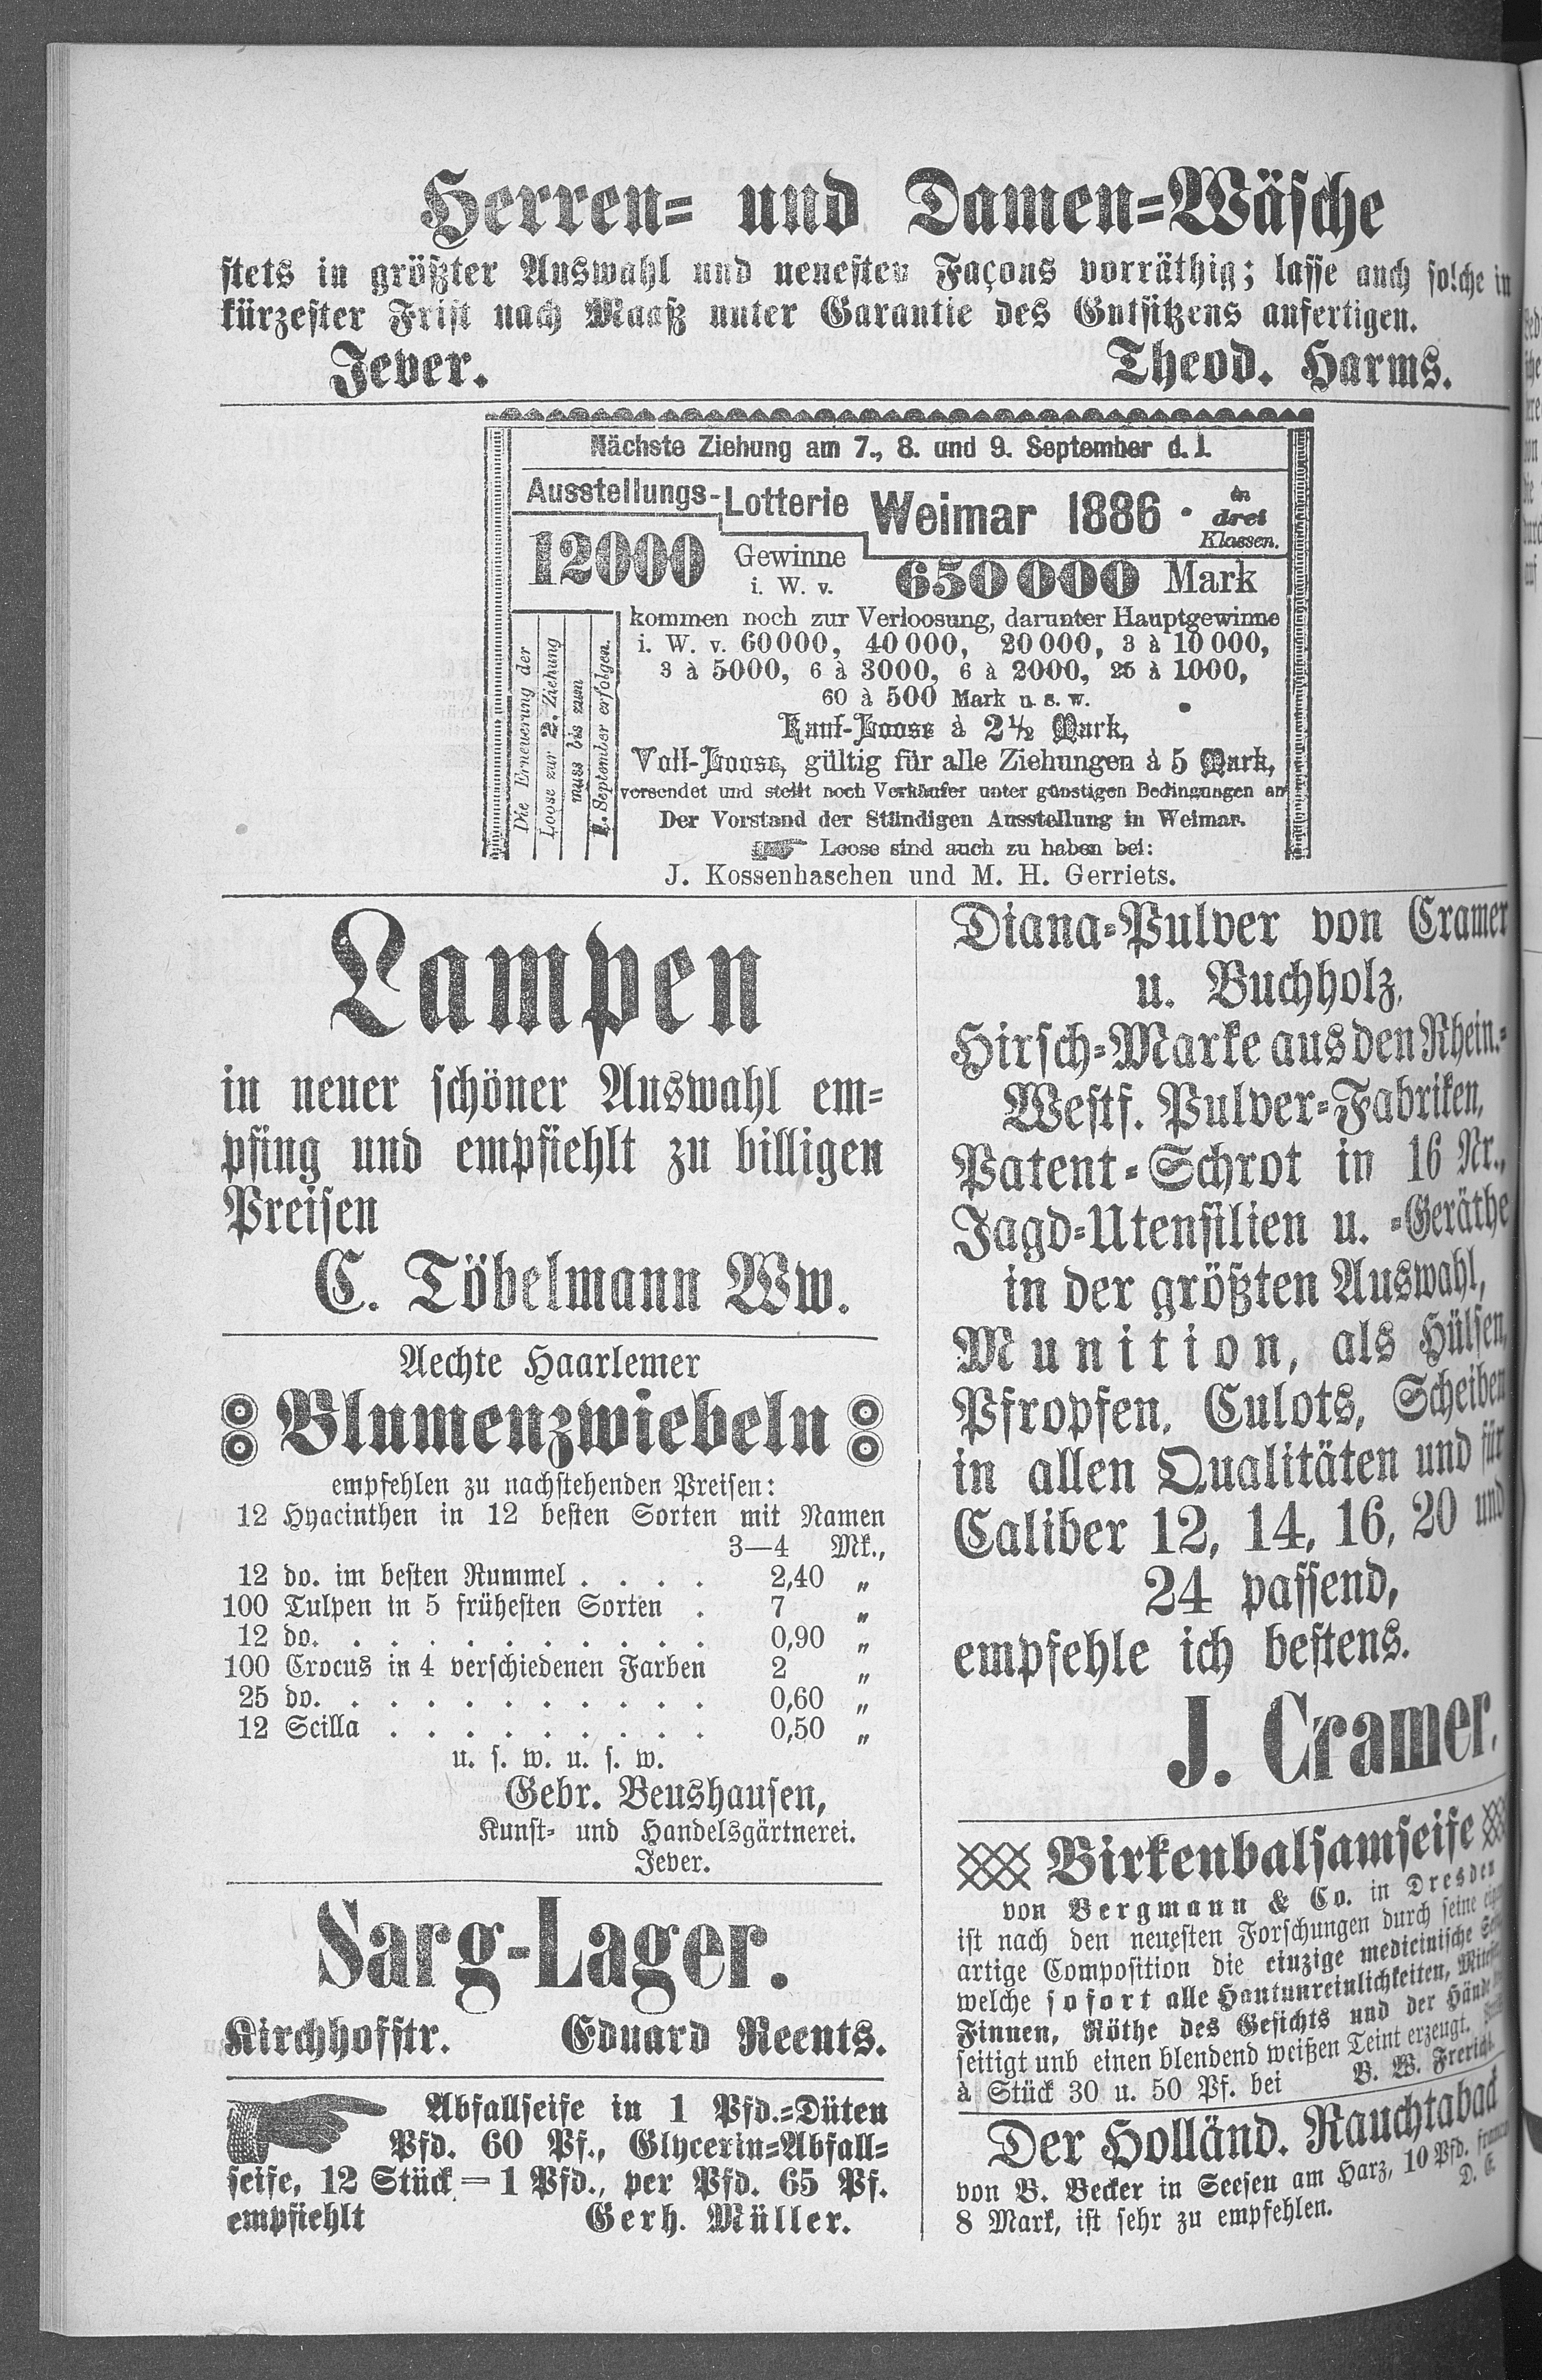 Herren= und Damen=Wäsche
stets in größter Auswahl und neuesten Façons vorräthig; lasse auch solche in
kürzester Frist nach Maaß unter Garantie des Gutsitzens anfertigen.
Jever. Theod. Harms.
Nächste Ziehung am 7., 8. und 9. September d. J.
Ausstellungs-Lotterie Weimar 1886 · in drei Klassen.
12000 Gewinne i. W. v. 650000 Mark
Die Erneuerung der
Loose zur 2. Ziehung
muss bis zum
1. September erfolgen.
kommen noch zur Verloosung, darunter Hauptgewinne
i. W. v. 60000, 40000, 20000, 3 à 10000,
3 à 5000, 6 à 3000, 6 à 2000, 25 à 1000,
60 à 500 Mark u. s. w.
Kauf-Loose à 2½ Mark,
Voll-Loose, gültig für alle Ziehungen à 5 Mark,
versendet und stellt noch Verkäufer unter günstigen Bedingungen an
Der Vorstand der Ständigen Ausstellung in Weimar.
Loose sind auch zu haben bei:
J. Kossenhaschen und M. H. Gerriets.
Lampen
in neuer schöner Auswahl em=
pfing und empfiehlt zu billigen
Preisen
C. Töbelmann Ww.
Aechte Haarlemer
Blumenzwiebeln
empfehlen zu nachstehenden Preisen:
12 Hyacinthen in 12 besten Sorten mit Namen
3—4 Mk.,
12 do. im besten Rummel . . . . 2,40 „
100 Tulpen in 5 frühesten Sorten . 7 „
12 do. . . . . . . . . . . 0,90 „
100 Crocus in 4 verschiedenen Farben 2 „
25 do. . . . . . . . . . . 0,60 „
12 Scilla . . . . . . . . . 0,50 „
u. s. w. u. s. w.
Gebr. Beushausen,
Kunst= und Handelsgärtnerei.
Jever.
Sarg-Lager.
Kirchhofstr. Eduard Reents.
Abfallseife in 1 Pfd.=Düten
Pfd. 60 Pf., Glycerin=Abfall=
seife, 12 Stück = 1 Pfd., per Pfd. 65 Pf.
empfiehlt Gerh. Müller.
Diana=Pulver von Cramer
u. Buchholz,
Hirsch=Marke aus den Rhein.=
Westf. Pulver=Fabriken,
Patent=Schrot in 16 Nr.,
Jagd=Utensilien u. =Geräthe
in der größten Auswahl,
Munition, als Hülsen,
Pfropfen, Culots, Scheiben
in allen Qualitäten und für
Caliber 12, 14, 16, 20 und
24 passend,
empfehle ich bestens.
J. Cramer.
Birkenbalsamseife
von Bergmann & Co. in Dresden
ist nach den neuesten Forschungen durch seine
artige Composition die einzige medicinische
welche sofort alle Hautunreinlichkeiten,
Finnen, Röthe des Gesichts und der Hände
seitigt unb einen blendend weißen Teint erzeugt.
à Stück 30 u. 50 Pf. bei B. W. Frerichs.
Der Holländ. Rauchtaback
von B. Becker in Seesen am Harz, 10 Pfd. franco
8 Mark, ist sehr zu empfehlen. D. E.